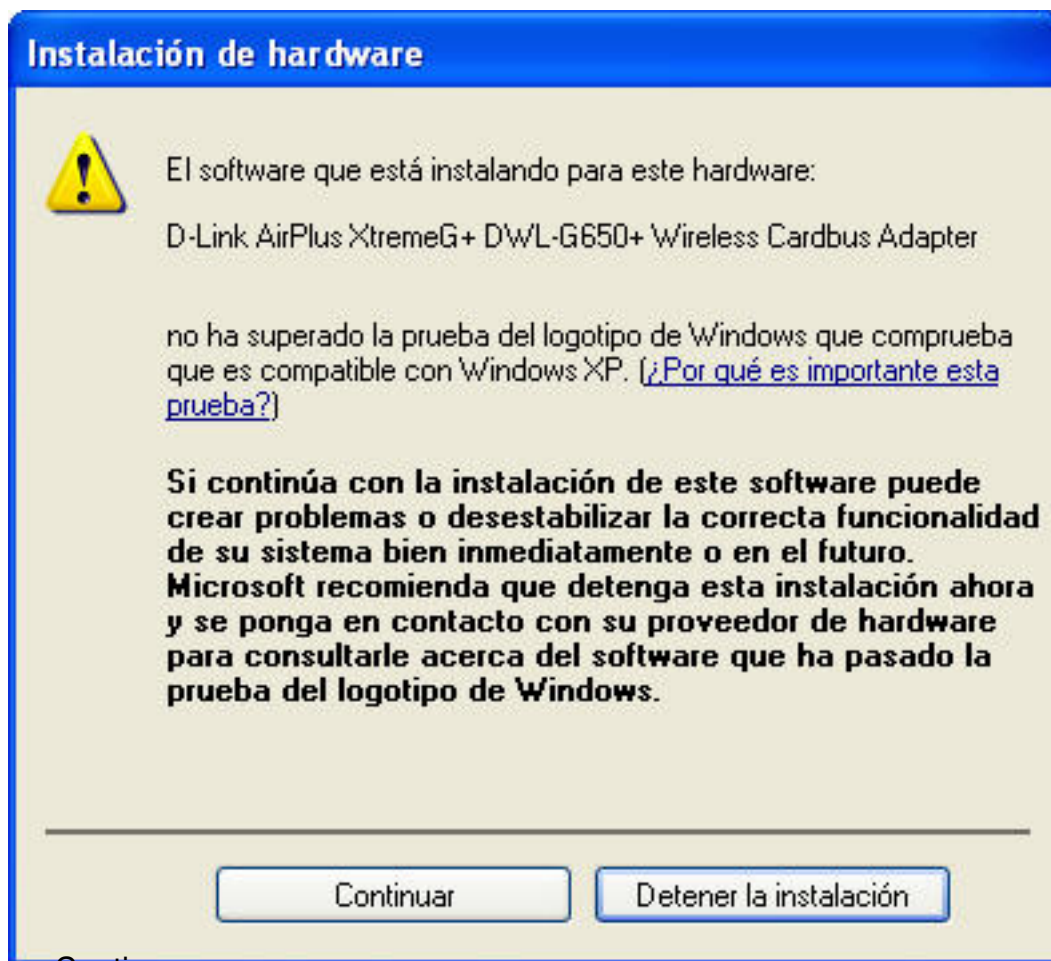 Instalación de hardware
El software que está instalando para este hardware:
D-Link AirPlus XtremeG+ DWL-G650+ Wireless Cardbus Adapter
no ha superado la prueba del logotipo de Windows que comprueba
que es compatible con Windows XP. (¿Por qué es importante esta
prueba?)
Si continúa con la instalación de este software puede
crear problemas o desestabilizar la correcta funcionalidad
de su sistema bien inmediatamente o en el futuro.
Microsoft recomienda que detenga esta instalación ahora
y se ponga en contacto con su proveedor de hardware
para consultarle acerca del software que ha pasado la
prueba del logotipo de Windows.
Continuar
Detener la instalación